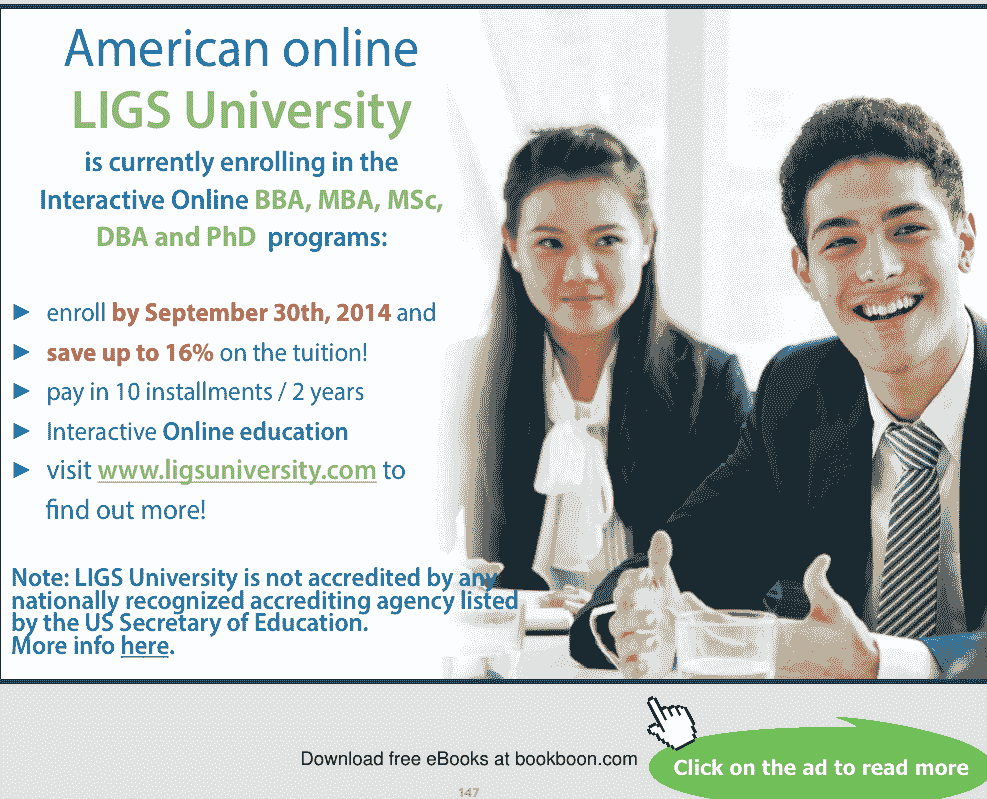 American online
LIGS University
is currently enrolling in the
Interactive Online BBA, MBA, MSc,
DBA and PhD programs:
► enroll by September 30th, 2014 and
► save up to 16% on the tuition!
► pay in 10 installments / 2 years
► Interactive Online education
► visit www.ligsuniversity.com to
find out more!
Note: LIGS University is not accredited by any
nationally recognized accrediting agency listed
by the US Secretary of Education.
More info here.
Download free eBooks at bookboon.com
Click on the ad to read more
147